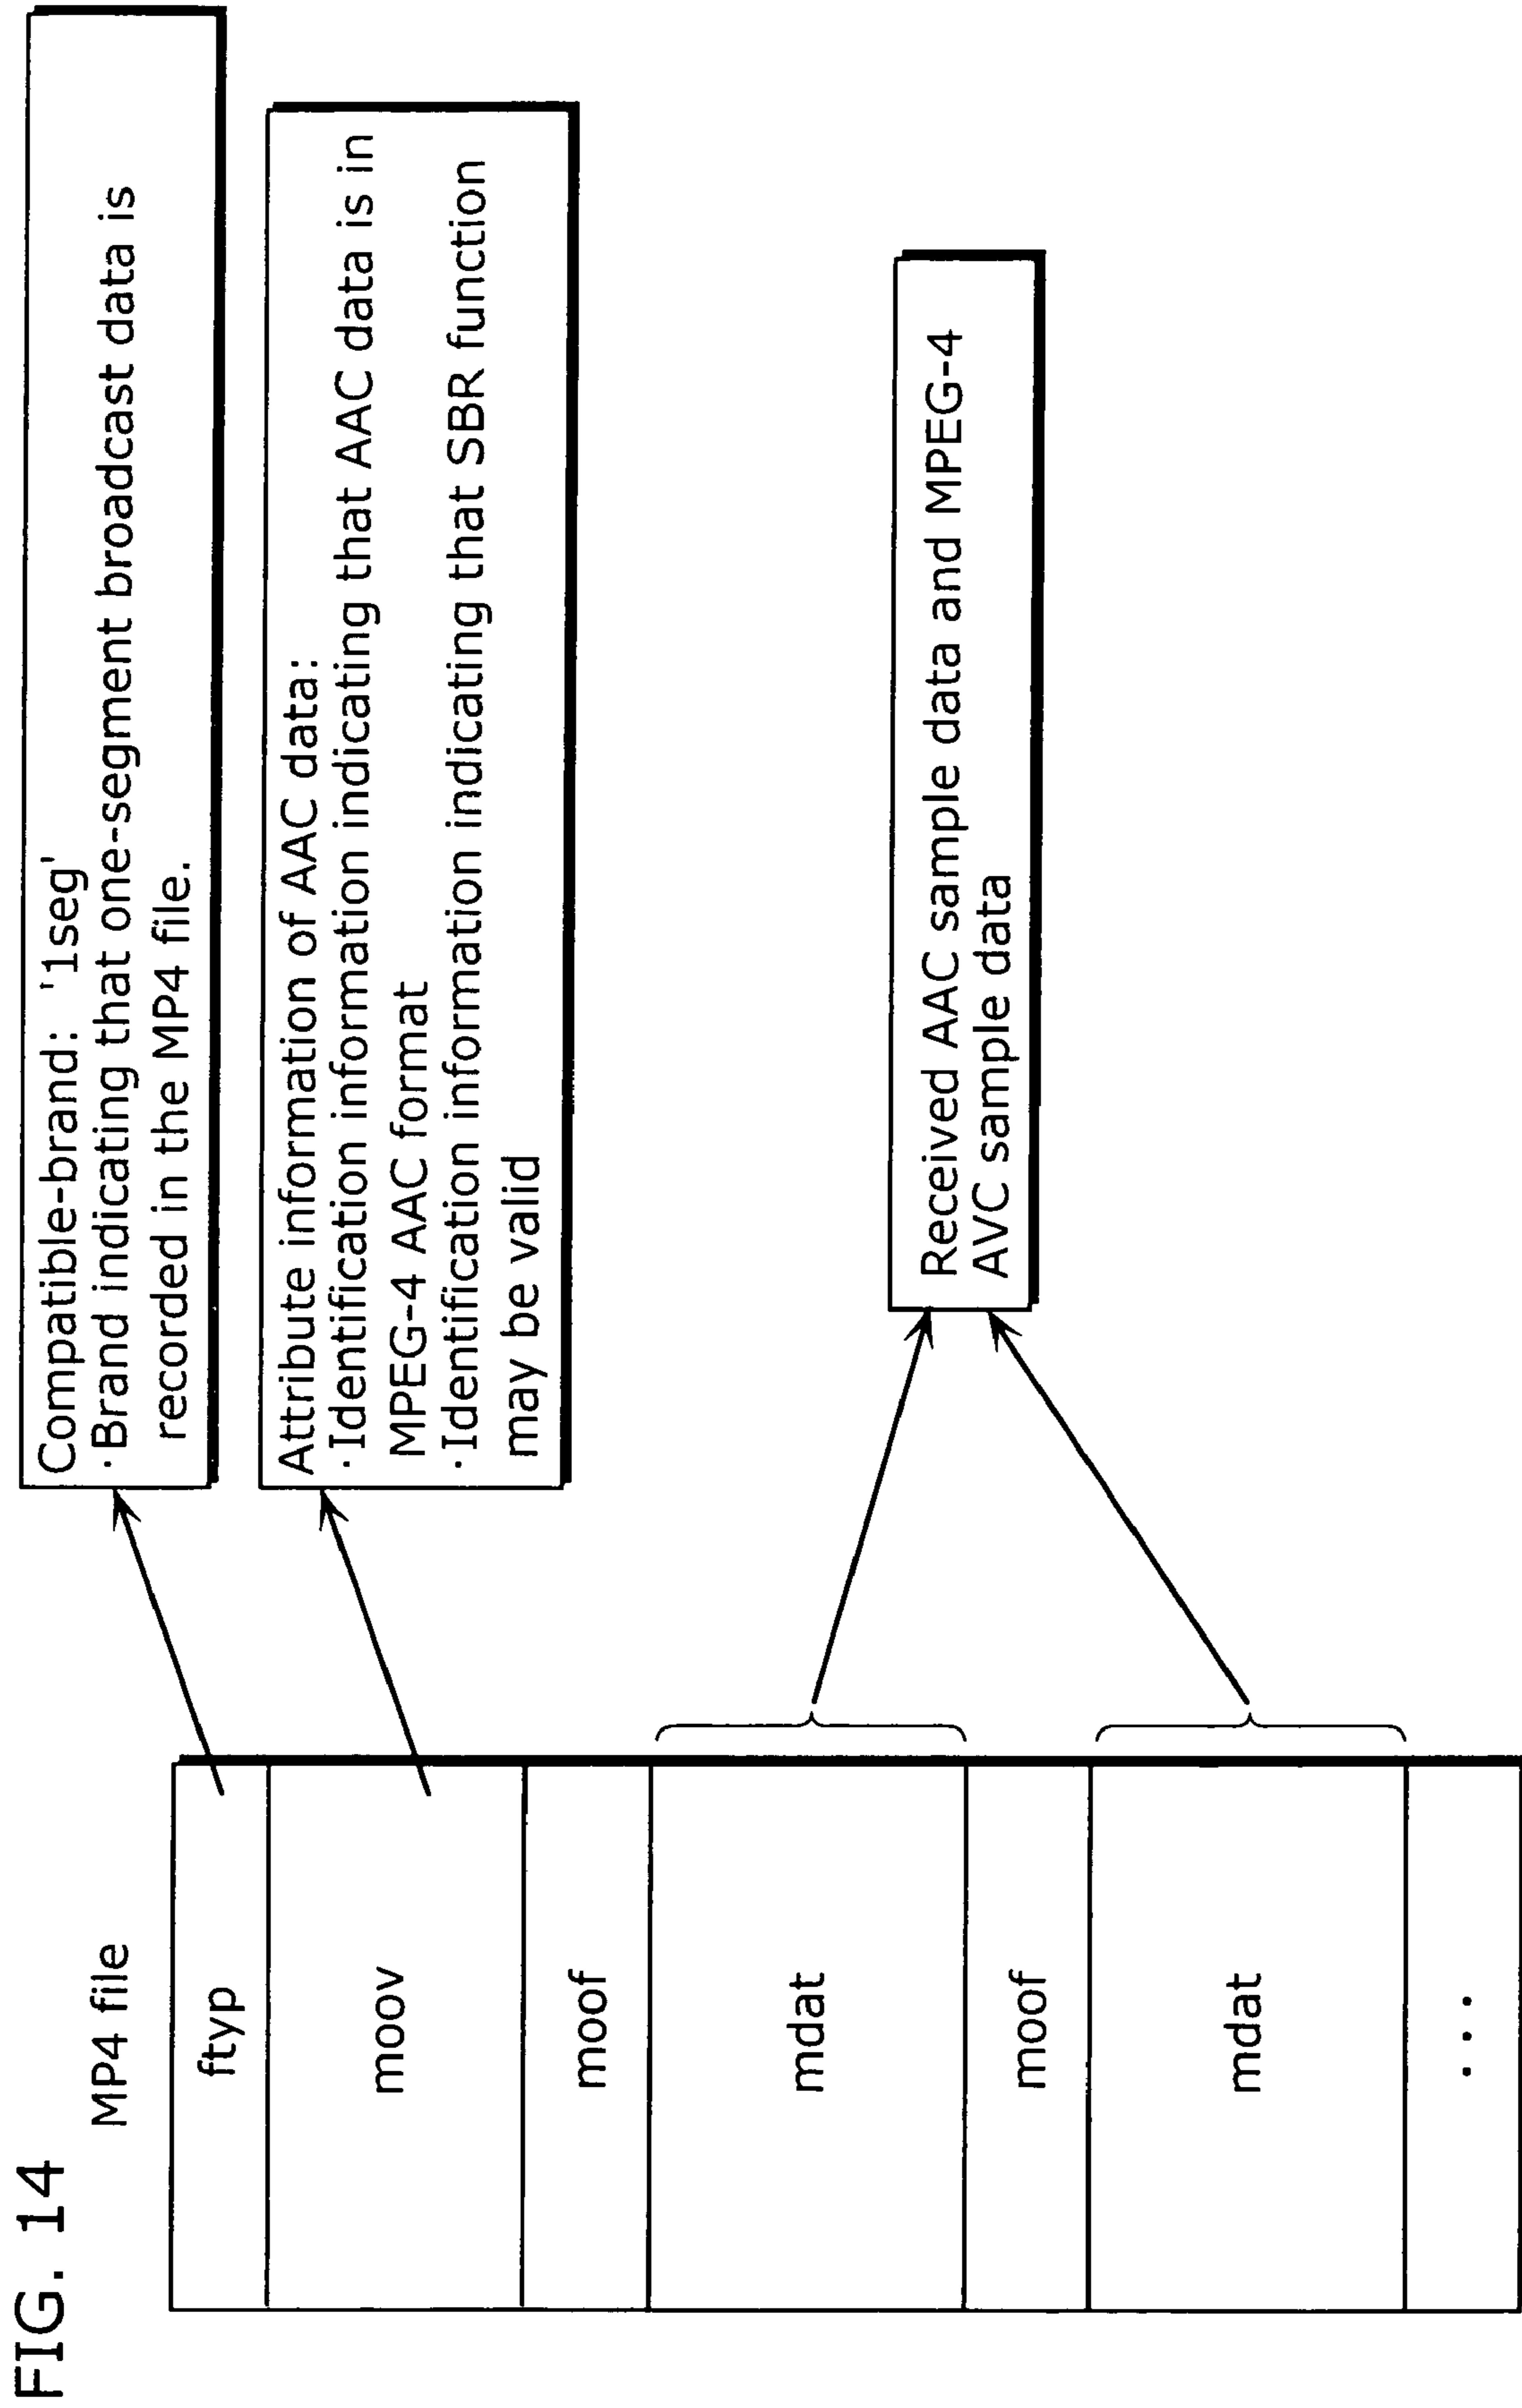 FIG. 14
MP4 file
ftyp
moov
moof
mdat
moof
mdat
...
Compatible-brand: '1seg'
·Brand indicating that one-segment broadcast data is
recorded in the MP4 file.
Attribute information of AAC data:
·Identification information indicating that AAC data is in
MPEG-4 AAC format
·Identification information indicating that SBR function
may be valid
Received AAC sample data and MPEG-4
AVC sample data